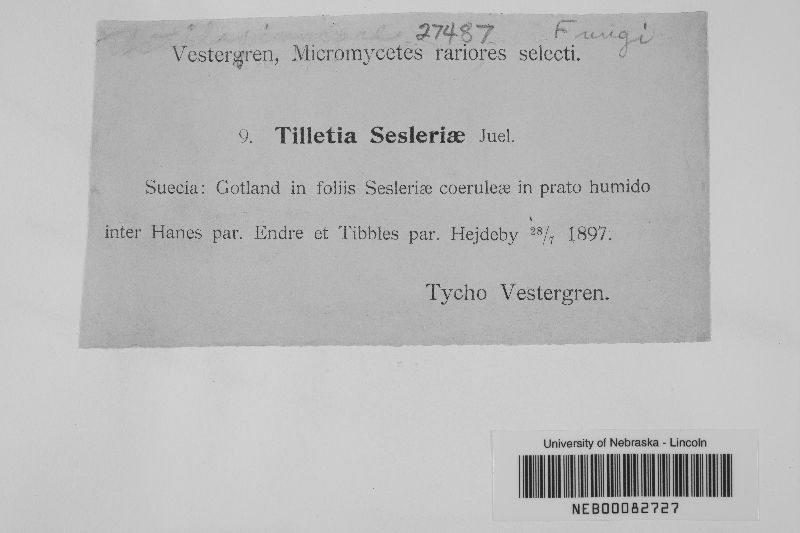 27487 Fungi
Vestergren, Micromycetes rariores selecti.
9. Tilletia Sesleriæ Juel.
Suecia: Gotland in foliis Sesleriæ coeruleæ in prato humido
inter Hanes par. Endre et Tibbles par. Hejdeby 28/7 1897.
Tycho Vestergren.
University of Nebraska - Lincoln
NEB00082727